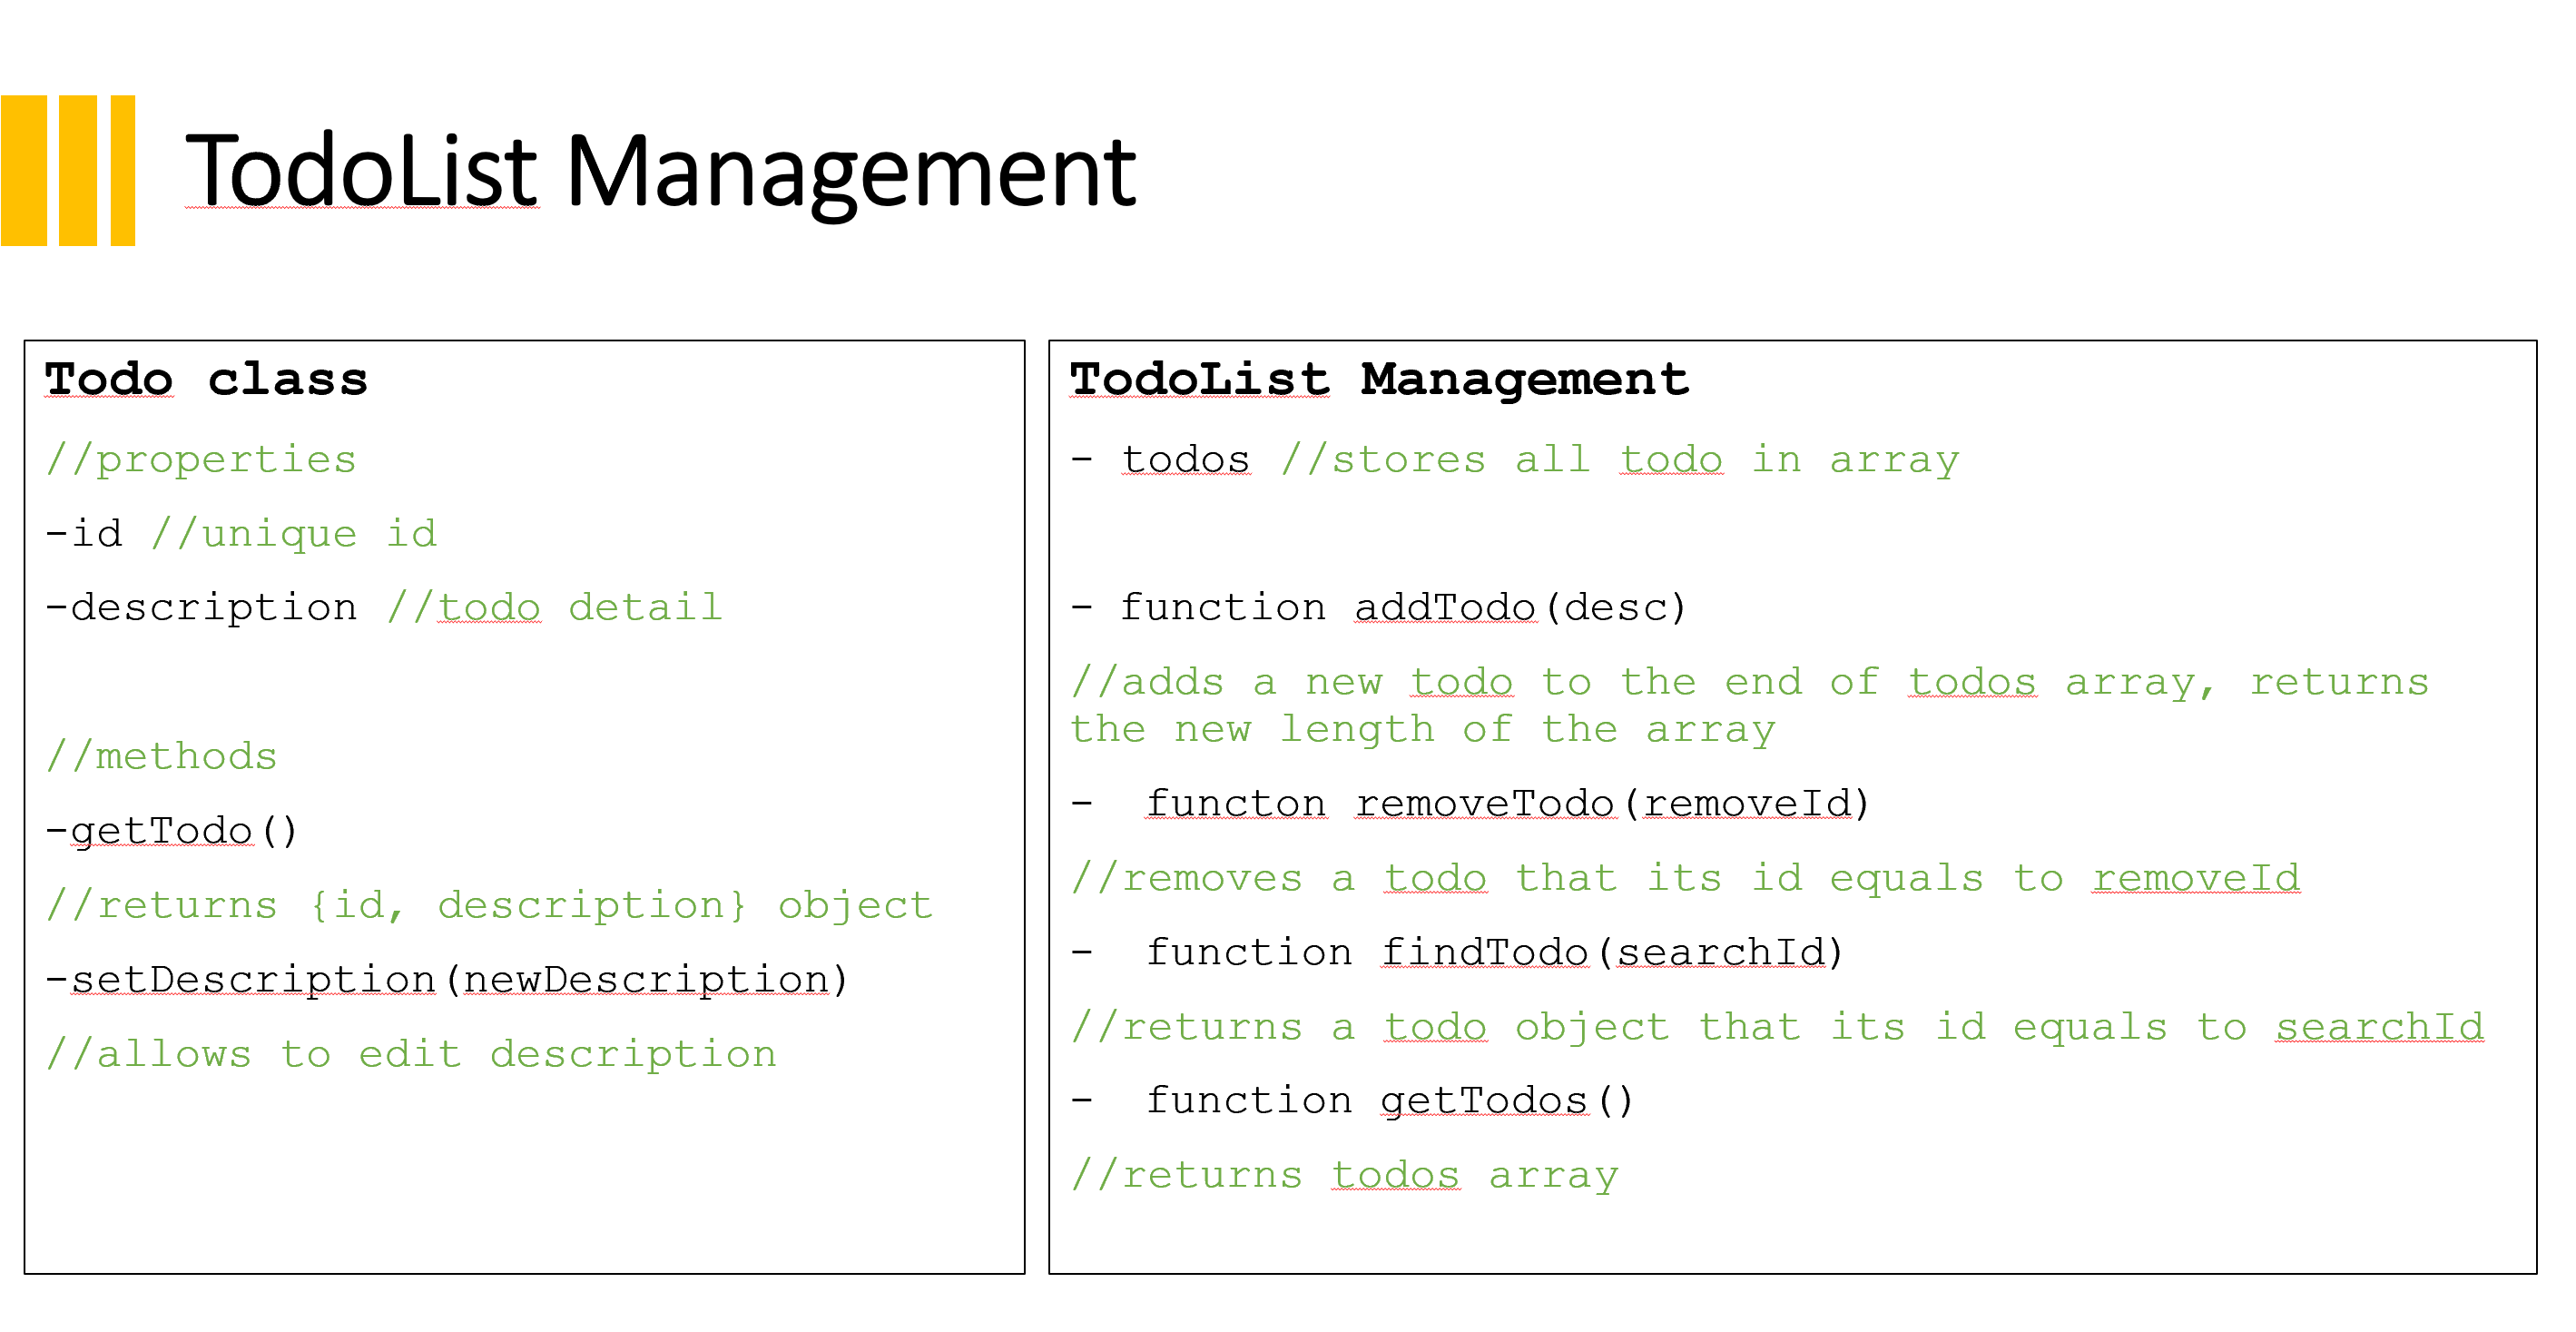 TodoList Management
Todo class
//properties
-id //unique id
-description //todo detail
//methods
-getTodo()
//returns {id, description} object
-setDescription(newDescription)
//allows to edit description
TodoList Management
- todos //stores all todo in array
- function addTodo(desc)
//adds a new todo to the end of todos array, returns
the new length of the array
- functon removeTodo(removeId)
//removes a todo that its id equals to removeId
- function findTodo(searchId)
//returns a todo object that its id equals to searchId
- function getTodos()
//returns todos array